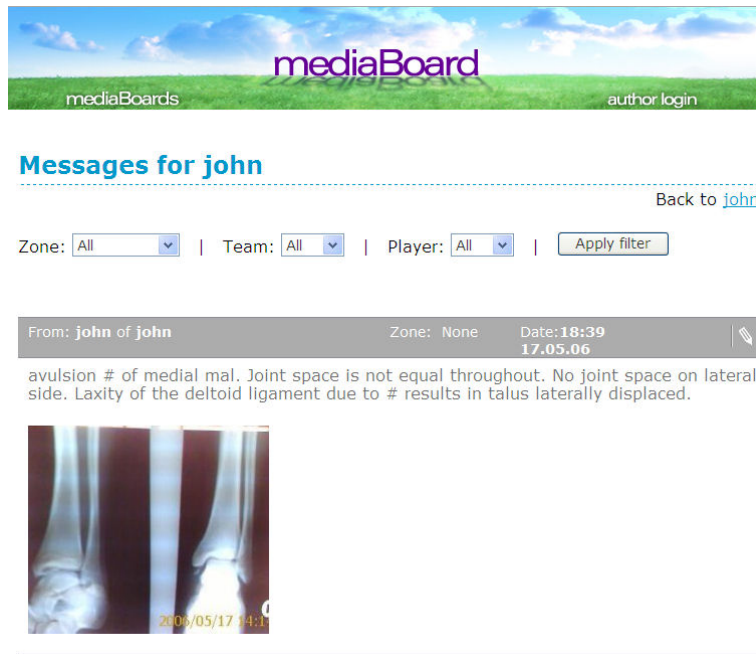 mediaBoard
mediaBoards author login
Messages for john
Back to john
Zone: All | Team: All | Player: All | Apply filter
From: john of john Zone: None Date:18:39
17.05.06
avulsion # of medial mal. Joint space is not equal throughout. No joint space on lateral
side. Laxity of the deltoid ligament due to # results in talus laterally displaced.
2006/05/17 14:1